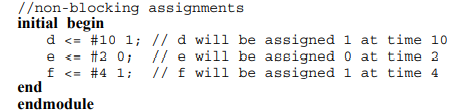 //non-blocking assignments
initial begin
d <= #10 1; // d will be assigned 1 at time 10
e <= #2 0; // e will be assigned 0 at time 2
f <= #4 1; // f will be assigned 1 at time 4
end
endmodule